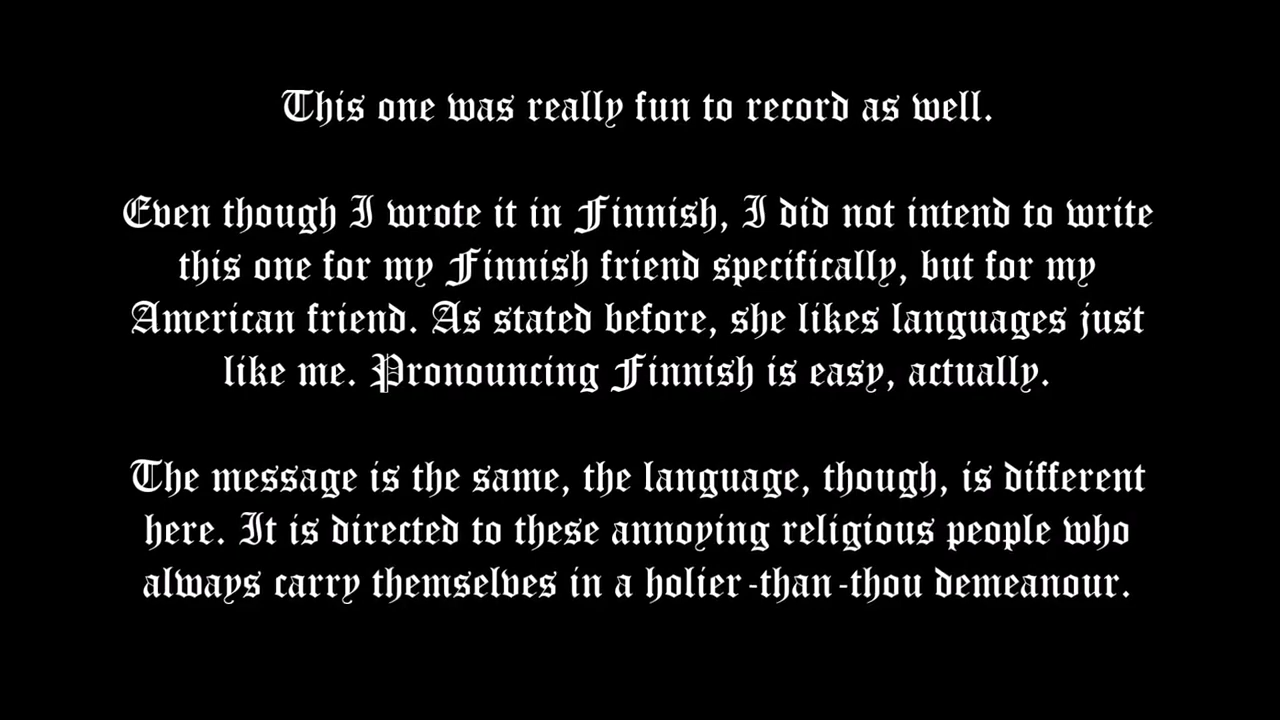 This one was really fun to record as well.
Even though I wrote it in Finnish, I did not intend to write
this one for my Finnish friend specifically, but for my
American friend. As stated before, she likes languages just
like me. Pronouncing Finnish is easy, actually.
The message is the same, the language, though, is different
here. It is directed to these annoying religious people who
always carry themselves in a holier-than-thou demeanour.